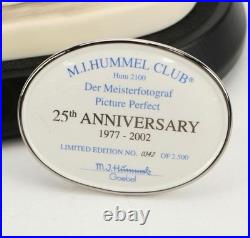 M.I.HUMMEL CLUB®
Hum 2100
Der Meisterfotograf
Picture Perfect
25th ANNIVERSARY
1977 - 2002
LIMITED EDITION NO. 0342 OF 2,500
M.I.Hümmel
Goebel